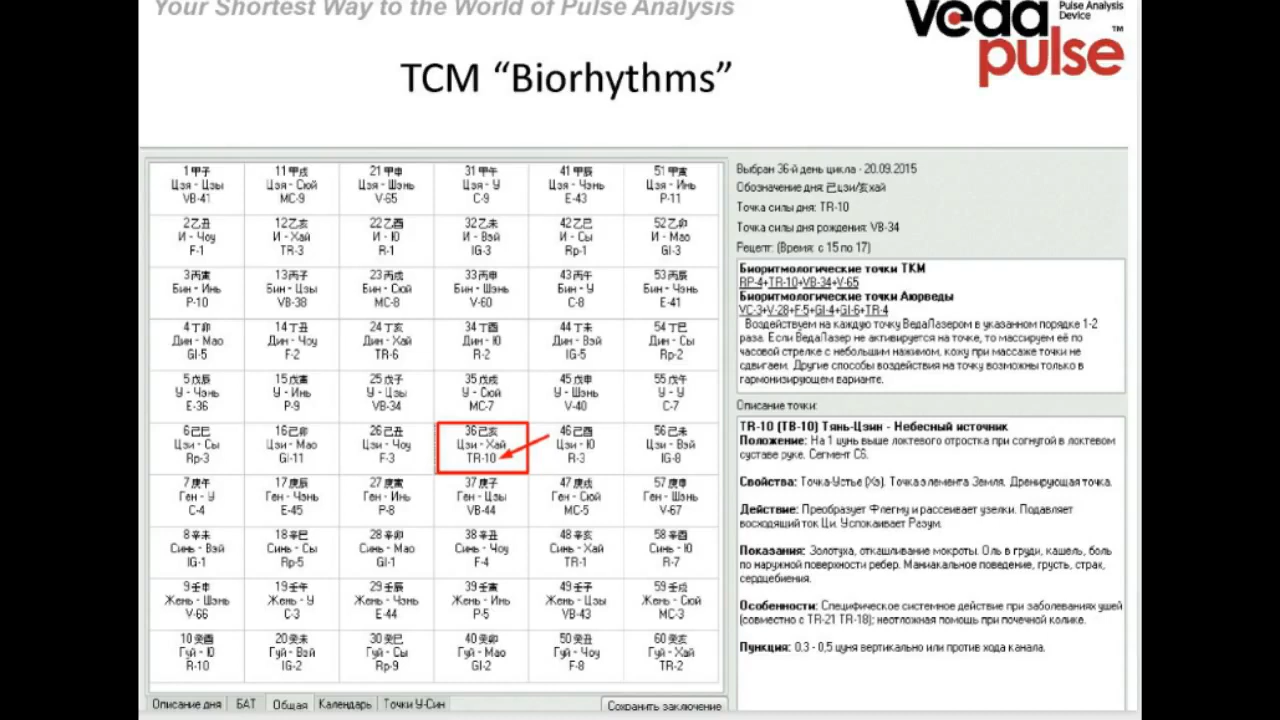 Your Shortest Way to the World of Pulse Analysis
veda
pulse™
Pulse Analysis
Device
TCM “Biorhythms”
1 甲子
Цзя - Цзы
VB-41
11 甲戌
Цзя - Сюй
MC-9
21 甲申
Цзя - Шэнь
V-65
31 甲午
Цзя - У
C-9
41 甲辰
Цзя - Чэнь
E-43
51 甲寅
Цзя - Инь
P-11
2 乙丑
И - Чоу
F-1
12 乙亥
И - Хай
TR-3
22 乙酉
И - Ю
R-1
32 乙未
И - Вэй
IG-3
42 乙巳
И - Сы
Rp-1
52 乙卯
И - Мао
GI-3
3 丙寅
Бин - Инь
P-10
13 丙子
Бин - Цзы
VB-38
23 丙戌
Бин - Сюй
MC-8
33 丙申
Бин - Шэнь
V-60
43 丙午
Бин - У
C-8
53 丙辰
Бин - Чэнь
E-41
4 丁卯
Дин - Мао
GI-5
14 丁丑
Дин - Чоу
F-2
24 丁亥
Дин - Хай
TR-6
34 丁酉
Дин - Ю
R-2
44 丁未
Дин - Вэй
IG-5
54 丁巳
Дин - Сы
Rp-2
5 戊辰
У - Чэнь
E-36
15 戊寅
У - Инь
P-9
25 戊子
У - Цзы
VB-34
35 戊戌
У - Сюй
MC-7
45 戊申
У - Шэнь
V-40
55 戊午
У - У
C-7
6 己巳
Цзи - Сы
Rp-3
16 己卯
Цзи - Мао
GI-11
26 己丑
Цзи - Чоу
F-3
36 己亥
Цзи - Хай
TR-10
46 己酉
Цзи - Ю
R-3
56 己未
Цзи - Вэй
IG-8
7 庚午
Ген - У
C-4
17 庚辰
Ген - Чэнь
E-45
27 庚寅
Ген - Инь
P-8
37 庚子
Ген - Цзы
VB-44
47 庚戌
Ген - Сюй
MC-5
57 庚申
Ген - Шэнь
V-67
8 辛未
Синь - Вэй
IG-1
18 辛巳
Синь - Сы
Rp-5
28 辛卯
Синь - Мао
GI-1
38 辛丑
Синь - Чоу
F-4
48 辛亥
Синь - Хай
TR-1
58 辛酉
Синь - Ю
R-7
9 壬申
Жень - Шэнь
V-66
19 壬午
Жень - У
C-3
29 壬辰
Жень - Чэнь
E-44
39 壬寅
Жень - Инь
P-5
49 壬子
Жень - Цзы
VB-43
59 壬戌
Жень - Сюй
MC-3
10 癸酉
Гуй - Ю
R-10
20 癸未
Гуй - Вэй
IG-2
30 癸巳
Гуй - Сы
Rp-9
40 癸卯
Гуй - Мао
GI-2
50 癸丑
Гуй - Чоу
F-8
60 癸亥
Гуй - Хай
TR-2
Описание дня
БАТ
Общая
Календарь
Точки У-Син
Сохранить заключение
Выбран 36-й день цикла - 20.09.2015
Обозначение дня: 己цзи/亥хай
Точка силы дня: TR-10
Точка силы дня рождения: VB-34
Рецепт: (Время: с 15 по 17)
Биоритмологические точки ТКМ
RP-4+TR-10+VB-34+V-65
Биоритмологические точки Аюрведы
VC-3+V-28+F-5+GI-4+GI-6+TR-4
Воздействуем на каждую точку ВедаЛазером в указанном порядке 1-2
раза. Если ВедаЛазер не активируется на точке, то массируем её по
часовой стрелке с небольшим нажимом, кожу при массаже точки не
сдвигаем. Другие способы воздействия на точку возможны только в
гармонизирующем варианте.
Описание точки:
TR-10 (TB-10) Тянь-Цзин - Небесный источник
Положение: На 1 цунь выше локтевого отростка при согнутой в локтевом
суставе руке. Сегмент C6.
Свойства: Точка-Устье (Хэ). Точка элемента Земля. Дренирующая точка.
Действие: Преобразует Флегму и рассеивает узелки. Подавляет
восходящий ток Ци. Успокаивает Разум.
Показания: Золотуха, откашливание мокроты. Оль в груди, кашель, боль
по наружной поверхности ребер. Маниакальное поведение, грусть, страх,
сердцебиения.
Особенности: Специфическое системное действие при заболеваниях ушей
(совместно с TR-21 TR-18); неотложная помощь при почечной колике.
Пункция: 0,3 - 0,5 цуня вертикально или против хода канала.